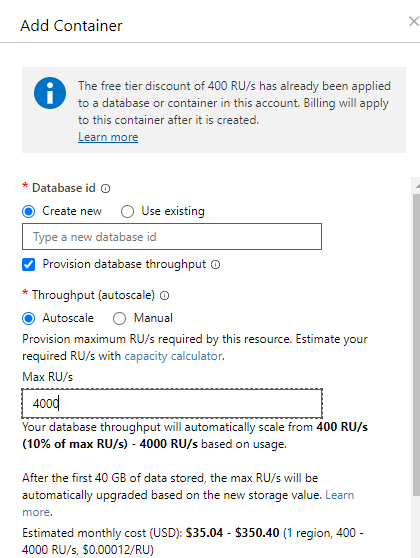 Add Container
The free tier discount of 400 RU/s has already been applied
to a database or container in this account. Billing will apply
to this container after it is created.
Learn more
* Database id
Create new Use existing
Type a new database id
Provision database throughput
* Throughput (autoscale)
Autoscale Manual
Provision maximum RU/s required by this resource. Estimate your
required RU/s with capacity calculator.
Max RU/s
4000
Your database throughput will automatically scale from 400 RU/s
(10% of max RU/s) - 4000 RU/s based on usage.
After the first 40 GB of data stored, the max RU/s will be
automatically upgraded based on the new storage value. Learn
more.
Estimated monthly cost (USD): $35.04 - $350.40 (1 region, 400 -
4000 RU/s, $0.00012/RU)